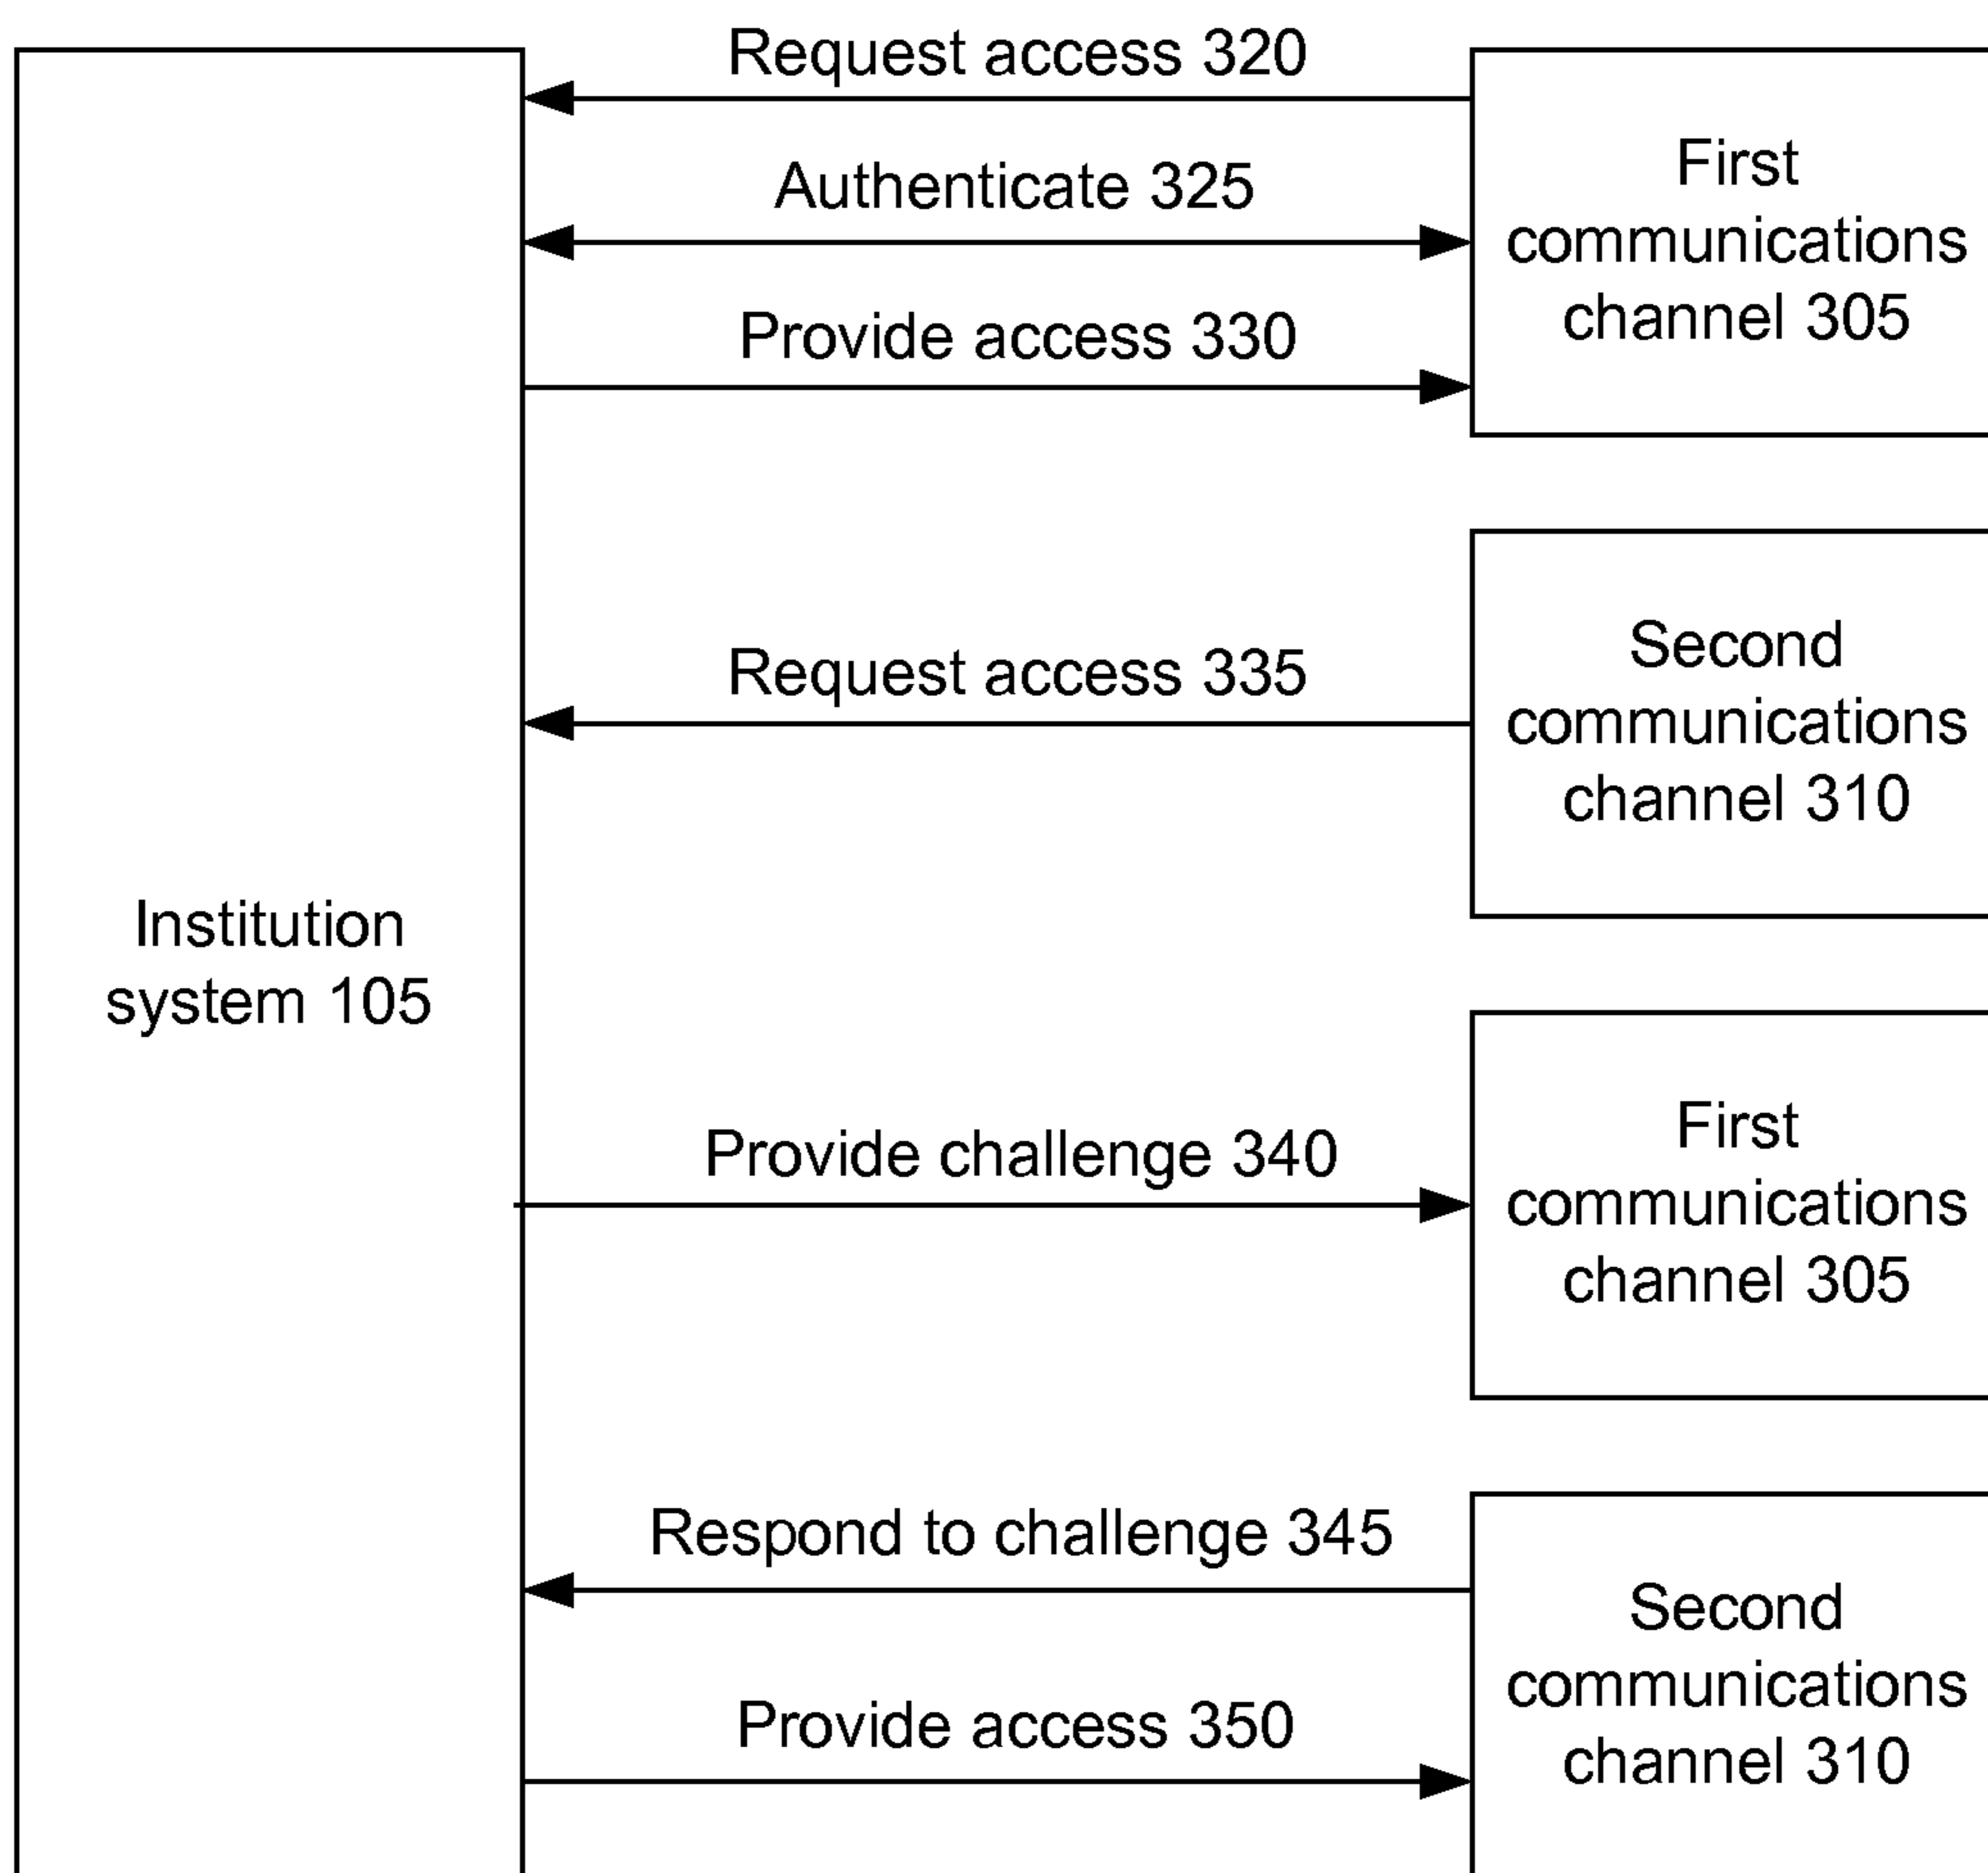 Request access 320
Authenticate 325
Provide access 330
First
communications
channel 305
Request access 335
Second
communications
channel 310
Institution
system 105
Provide challenge 340
First
communications
channel 305
Respond to challenge 345
Provide access 350
Second
communications
channel 310